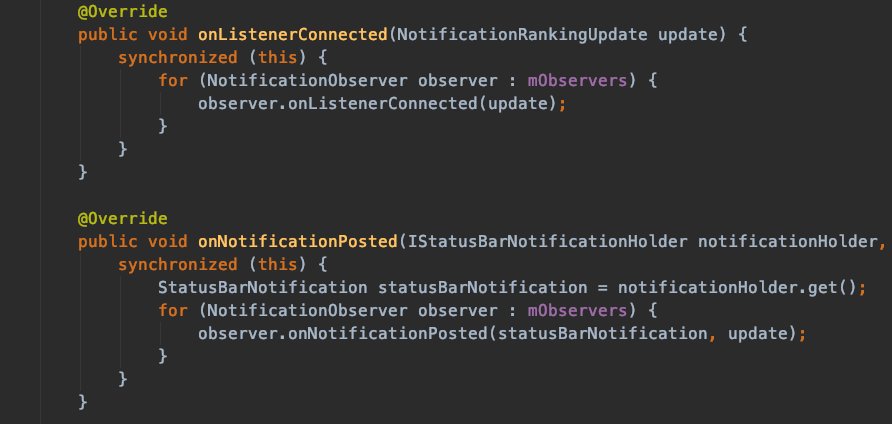 @Override
public void onListenerConnected(NotificationRankingUpdate update) {
synchronized (this) {
for (NotificationObserver observer : mObservers) {
observer.onListenerConnected(update);
}
}
}
@Override
public void onNotificationPosted(IStatusBarNotificationHolder notificationHolder,
synchronized (this) {
StatusBarNotification statusBarNotification = notificationHolder.get();
for (NotificationObserver observer : mObservers) {
observer.onNotificationPosted(statusBarNotification, update);
}
}
}